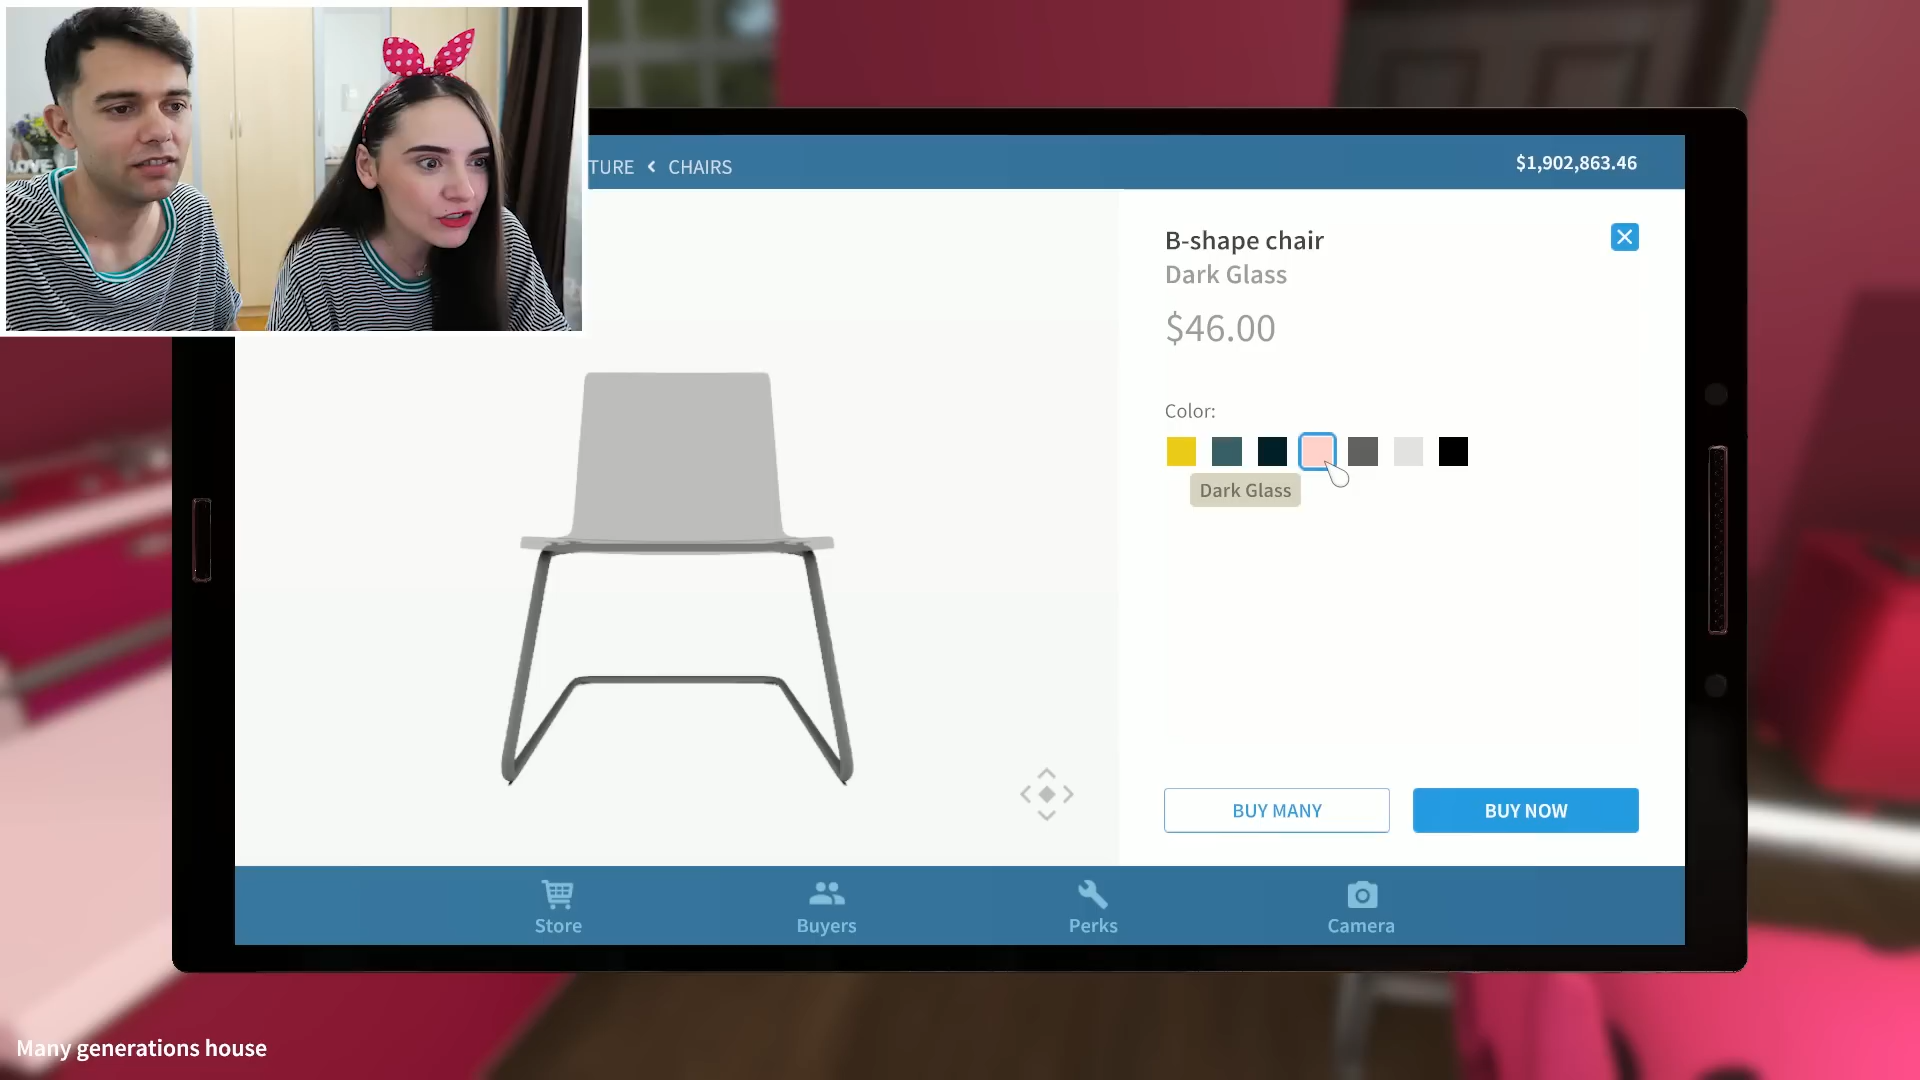 LOVE
TURE < CHAIRS
$1,902,863.46
B-shape chair
Dark Glass
$46.00
Color:
Dark Glass
BUY MANY
BUY NOW
Store
Buyers
Perks
Camera
Many generations house